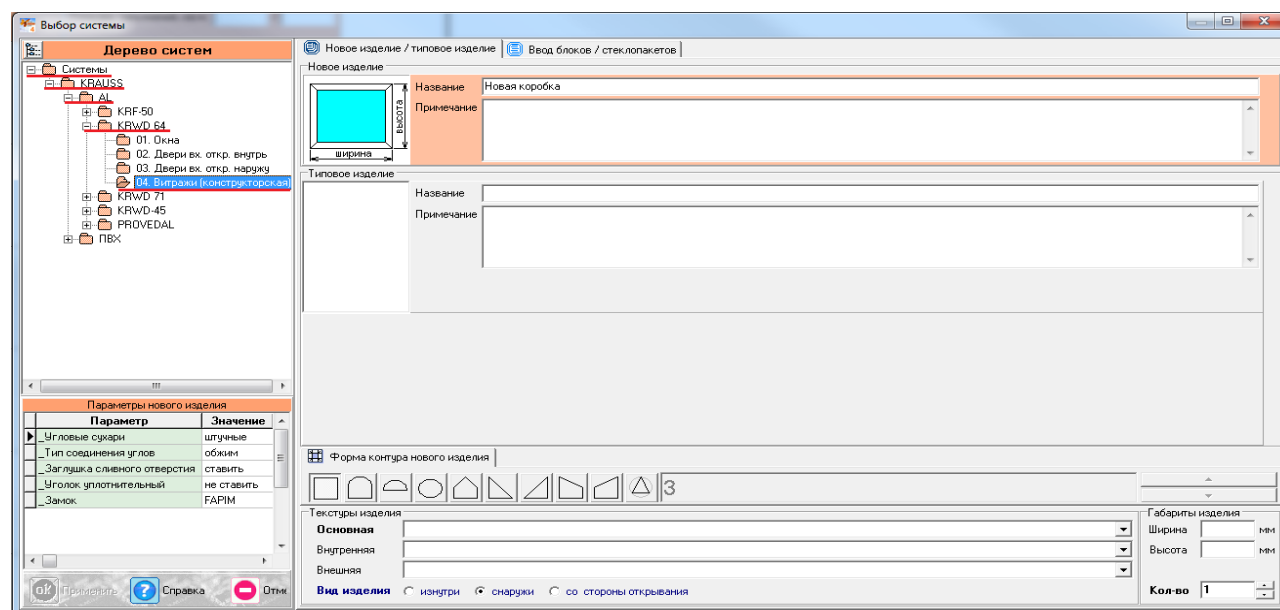 Выбор системы
Дерево систем
Системы
KRAUSS
AL
KRF-50
KRWD 64
01. Окна
02. Двери вх. откр. внутрь
03. Двери вх. откр. наружу
04. Витражи (конструкторская)
KRWD 71
KRWD-45
PROVEDAL
ПВХ
Параметры нового изделия
Параметр Значение
_Угловые сухари штучные
_Тип соединения углов обжим
_Заглушка сливного отверстия ставить
_Уголок уплотнительный не ставить
_Замок FAPIM
ok Применить ? Справка Отм
Новое изделие / типовое изделие Ввод блоков / стеклопакетов
Новое изделие
Название Новая коробка
Примечание
высота
ширина
Типовое изделие
Название
Примечание
Форма контура нового изделия
3
Текстуры изделия
Основная
Внутренняя
Внешняя
Вид изделия изнутри снаружи со стороны открывания
Габариты изделия
Ширина мм
Высота мм
Кол-во 1